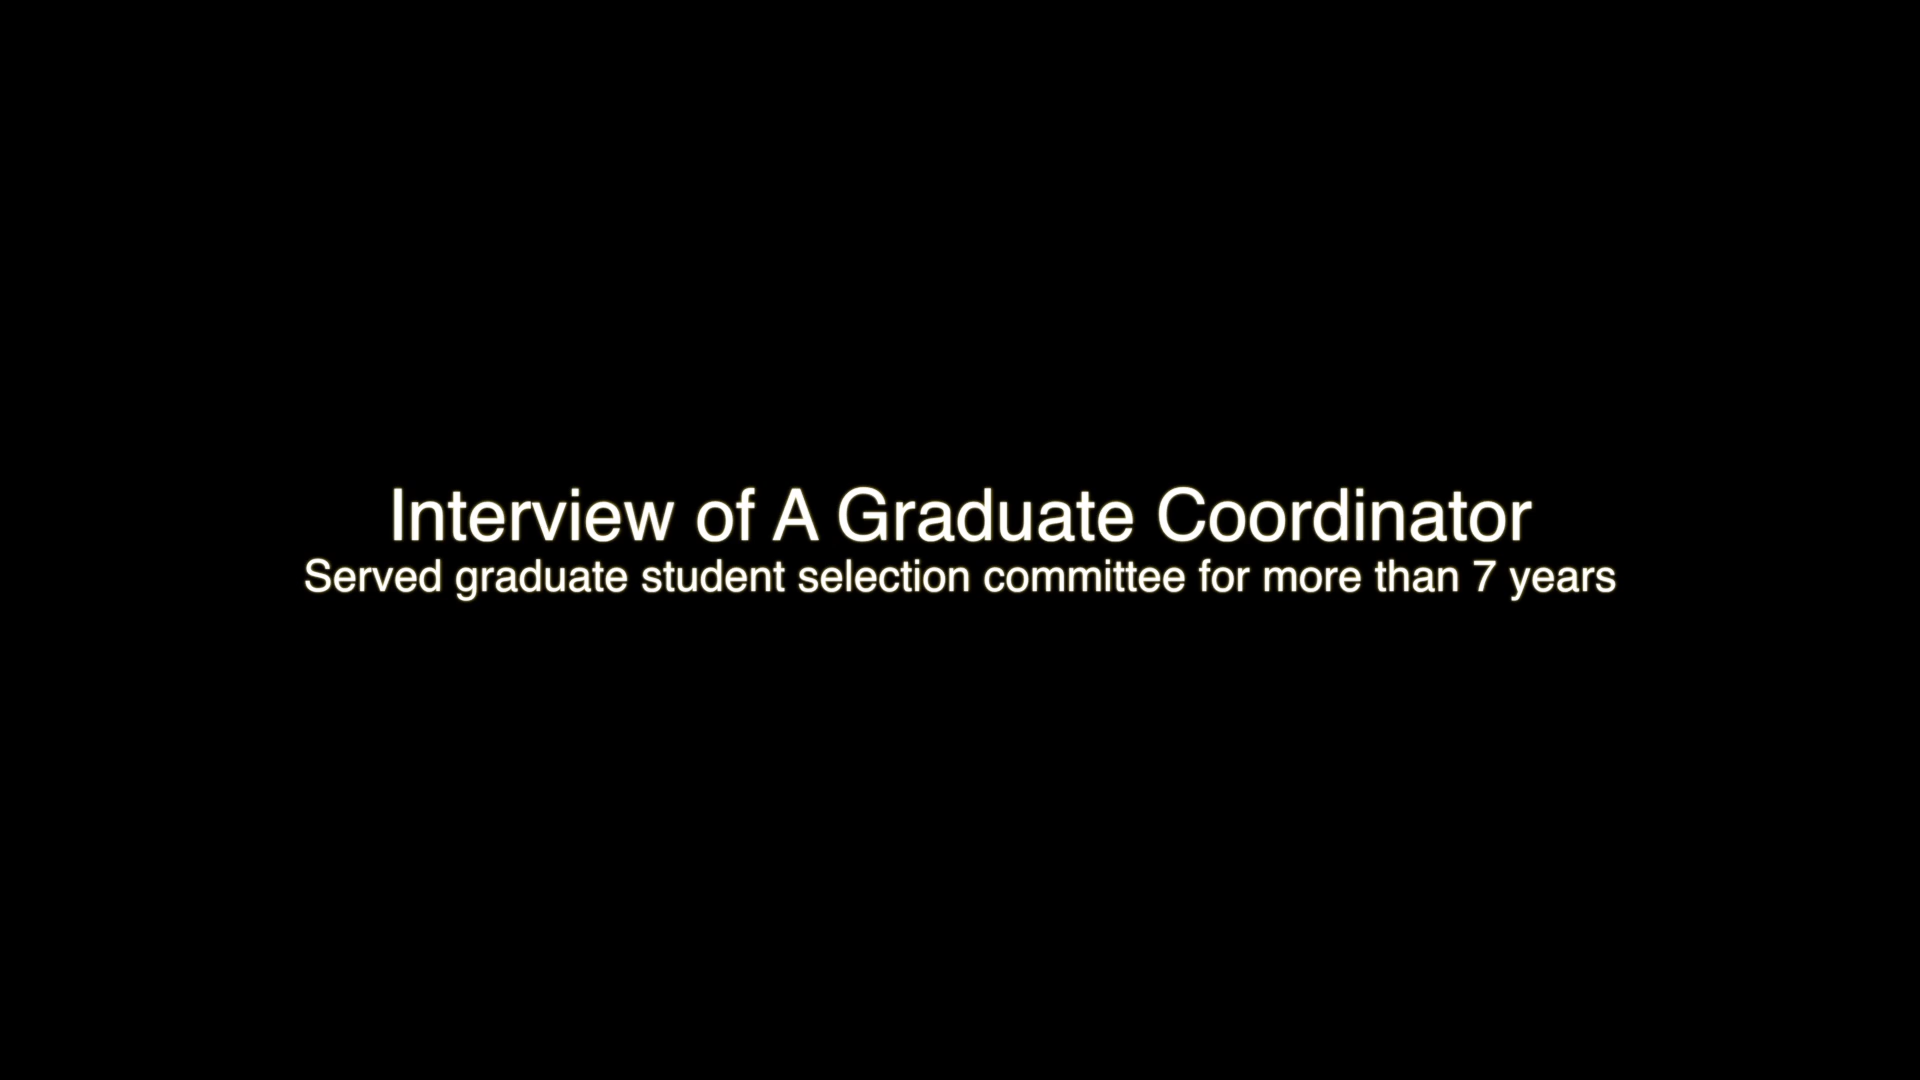 Interview of A Graduate Coordinator
Served graduate student selection committee for more than 7 years